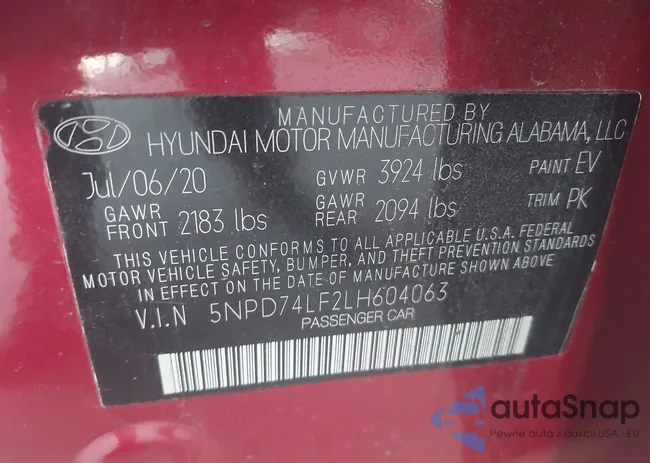 MANUFACTURED BY
HYUNDAI MOTOR MANUFACTURING ALABAMA, LLC
Jul/06/20 GVWR 3924 lbs PAINT EV
GAWR FRONT 2183 lbs GAWR REAR 2094 lbs TRIM PK
THIS VEHICLE CONFORMS TO ALL APPLICABLE U.S.A. FEDERAL
MOTOR VEHICLE SAFETY, BUMPER, AND THEFT PREVENTION STANDARDS
IN EFFECT ON THE DATE OF MANUFACTURE SHOWN ABOVE
V.I.N 5NPD74LF2LH604063
PASSENGER CAR
autaSnap
Pewne auta z aukcji USA i EU